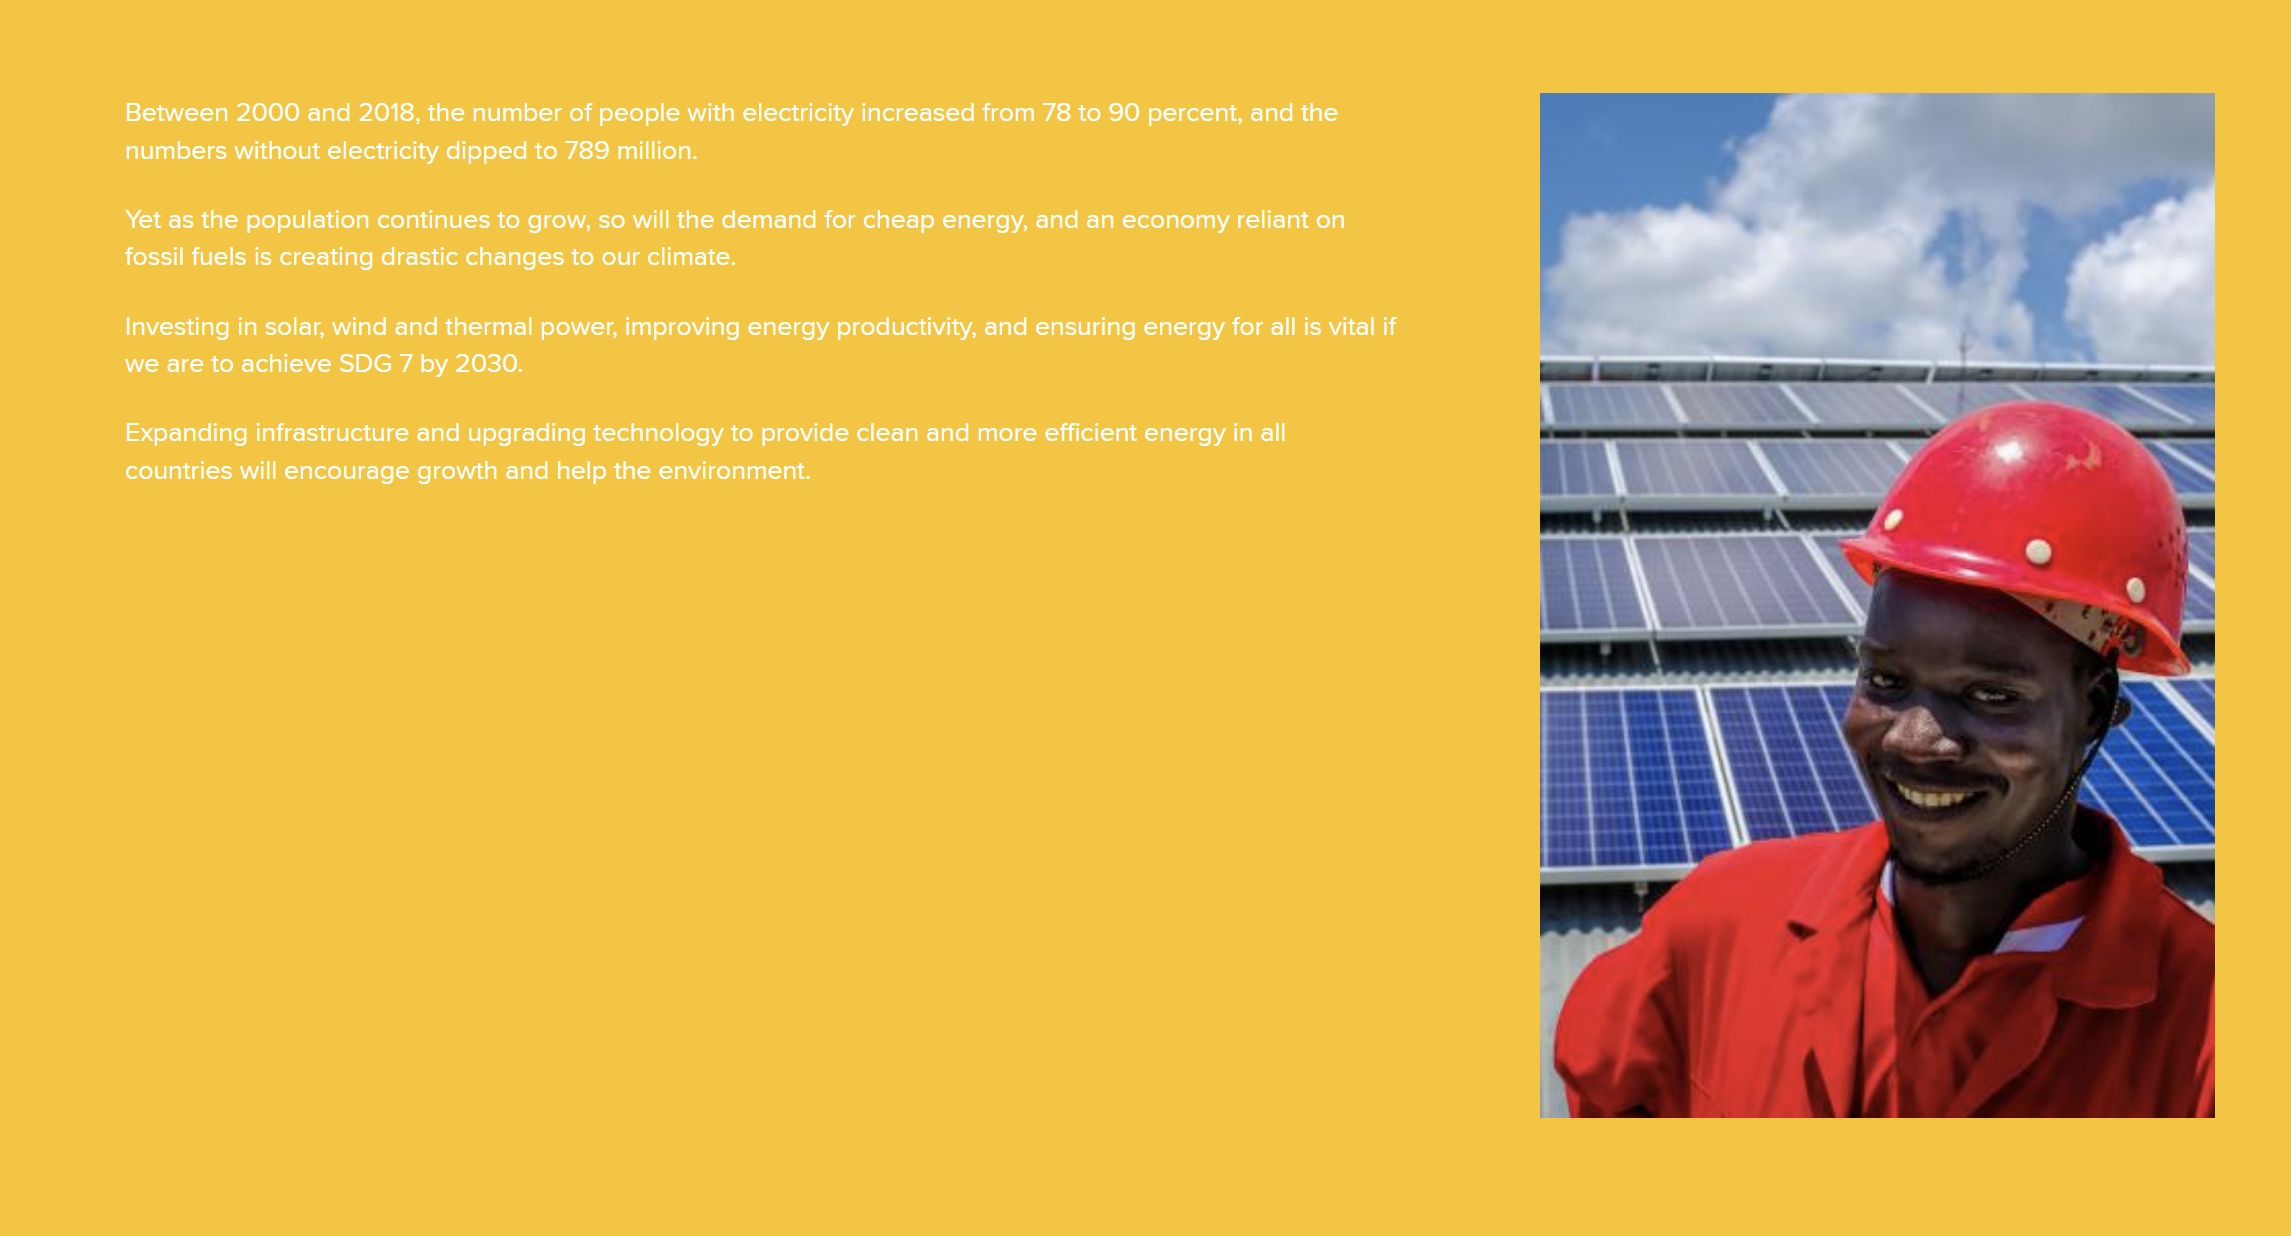 Between 2000 and 2018, the number of people with electricity increased from 78 to 90 percent, and the
numbers without electricity dipped to 789 million.
Yet as the population continues to grow, so will the demand for cheap energy, and an economy reliant on
fossil fuels is creating drastic changes to our climate.
Investing in solar, wind and thermal power, improving energy productivity, and ensuring energy for all is vital if
we are to achieve SDG 7 by 2030.
Expanding infrastructure and upgrading technology to provide clean and more efficient energy in all
countries will encourage growth and help the environment.